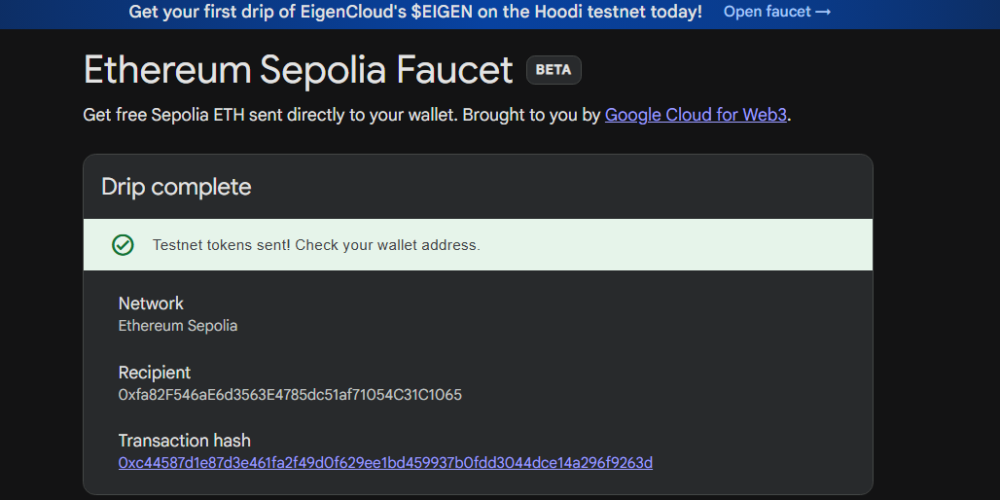 Get your first drip of EigenCloud's $EIGEN on the Hoodi testnet today! Open faucet →
Ethereum Sepolia Faucet BETA
Get free Sepolia ETH sent directly to your wallet. Brought to you by Google Cloud for Web3.
Drip complete
Testnet tokens sent! Check your wallet address.
Network
Ethereum Sepolia
Recipient
0xfa82F546aE6d3563E4785dc51af71054C31C1065
Transaction hash
0xc44587d1e87d3e461fa2f49d0f629ee1bd459937b0fdd3044dce14a296f9263d